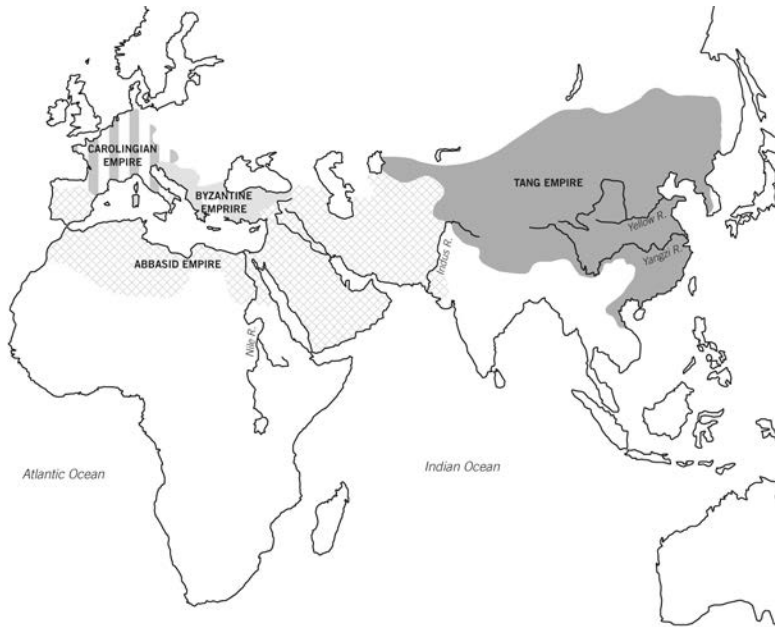 CAROLINGIAN
EMPIRE
BYZANTINE
EMPRIRE
ABBASID EMPIRE
TANG EMPIRE
Yellow R.
Yangzi R.
Indus R.
Nile R.
Atlantic Ocean
Indian Ocean